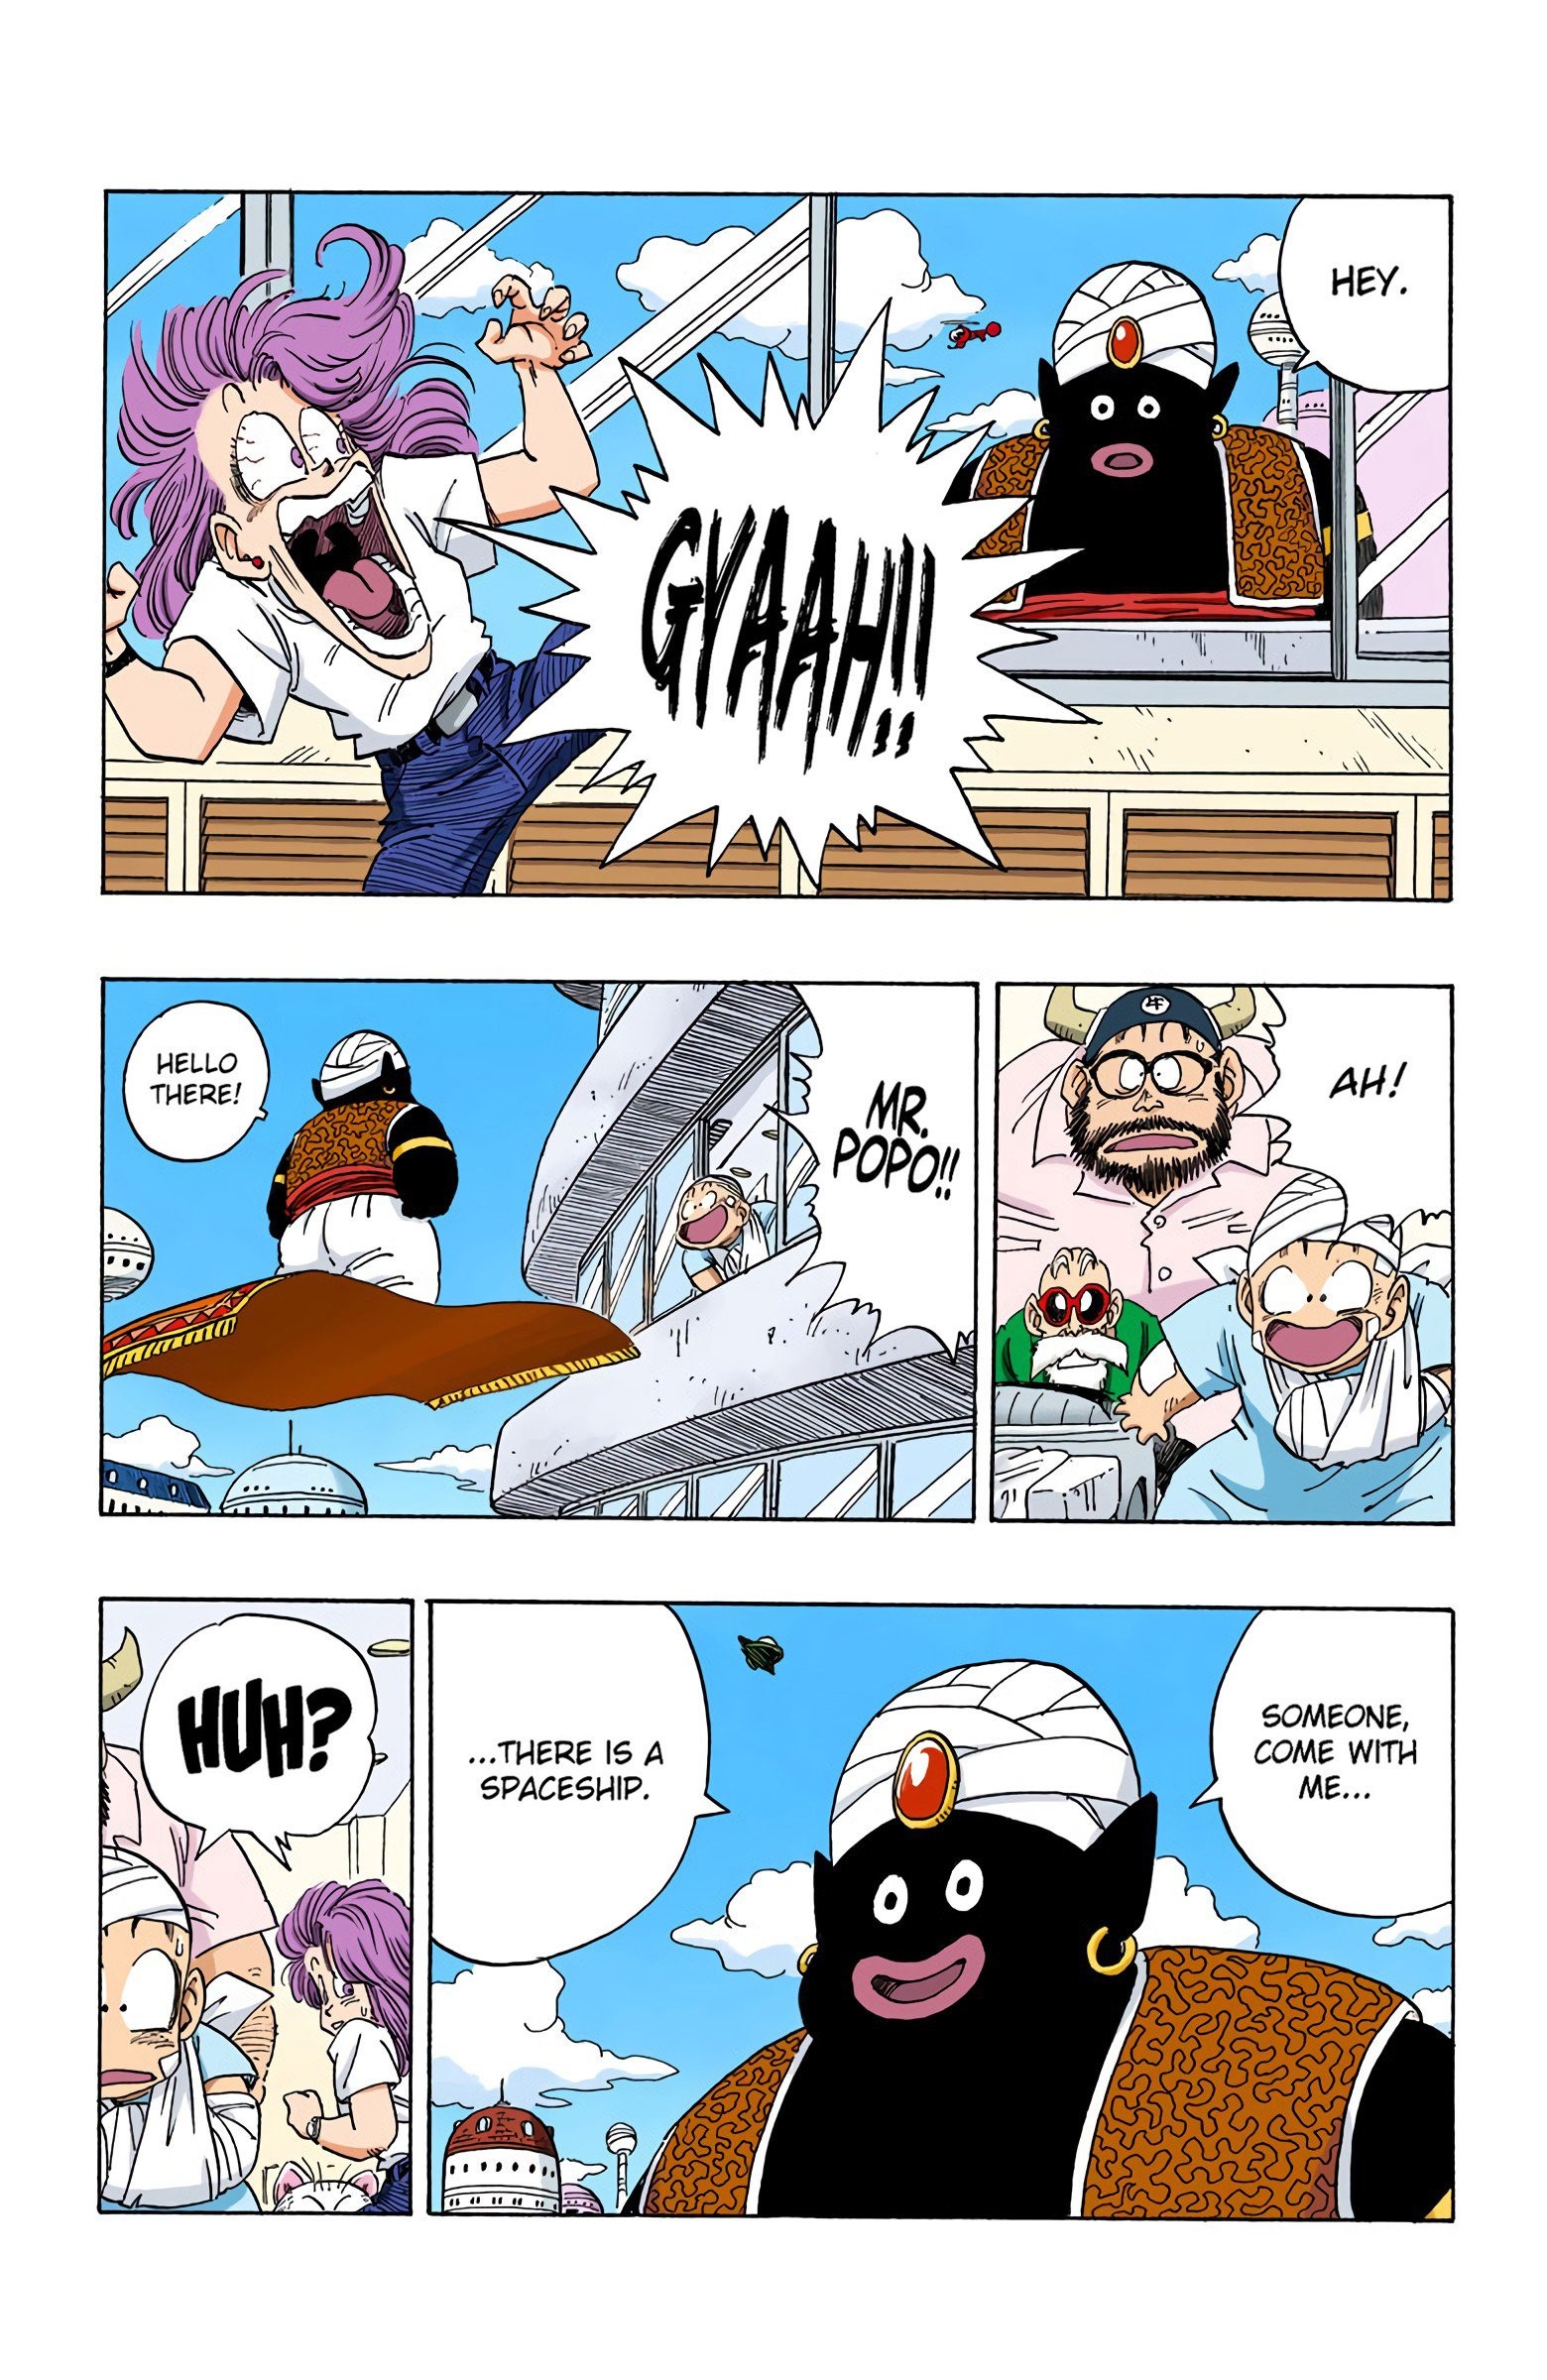 HEY.
GYAAH!!
AH!
MR.
POPO!!
HELLO
THERE!
SOMEONE,
COME WITH
ME...
...THERE IS A
SPACESHIP.
HUH?